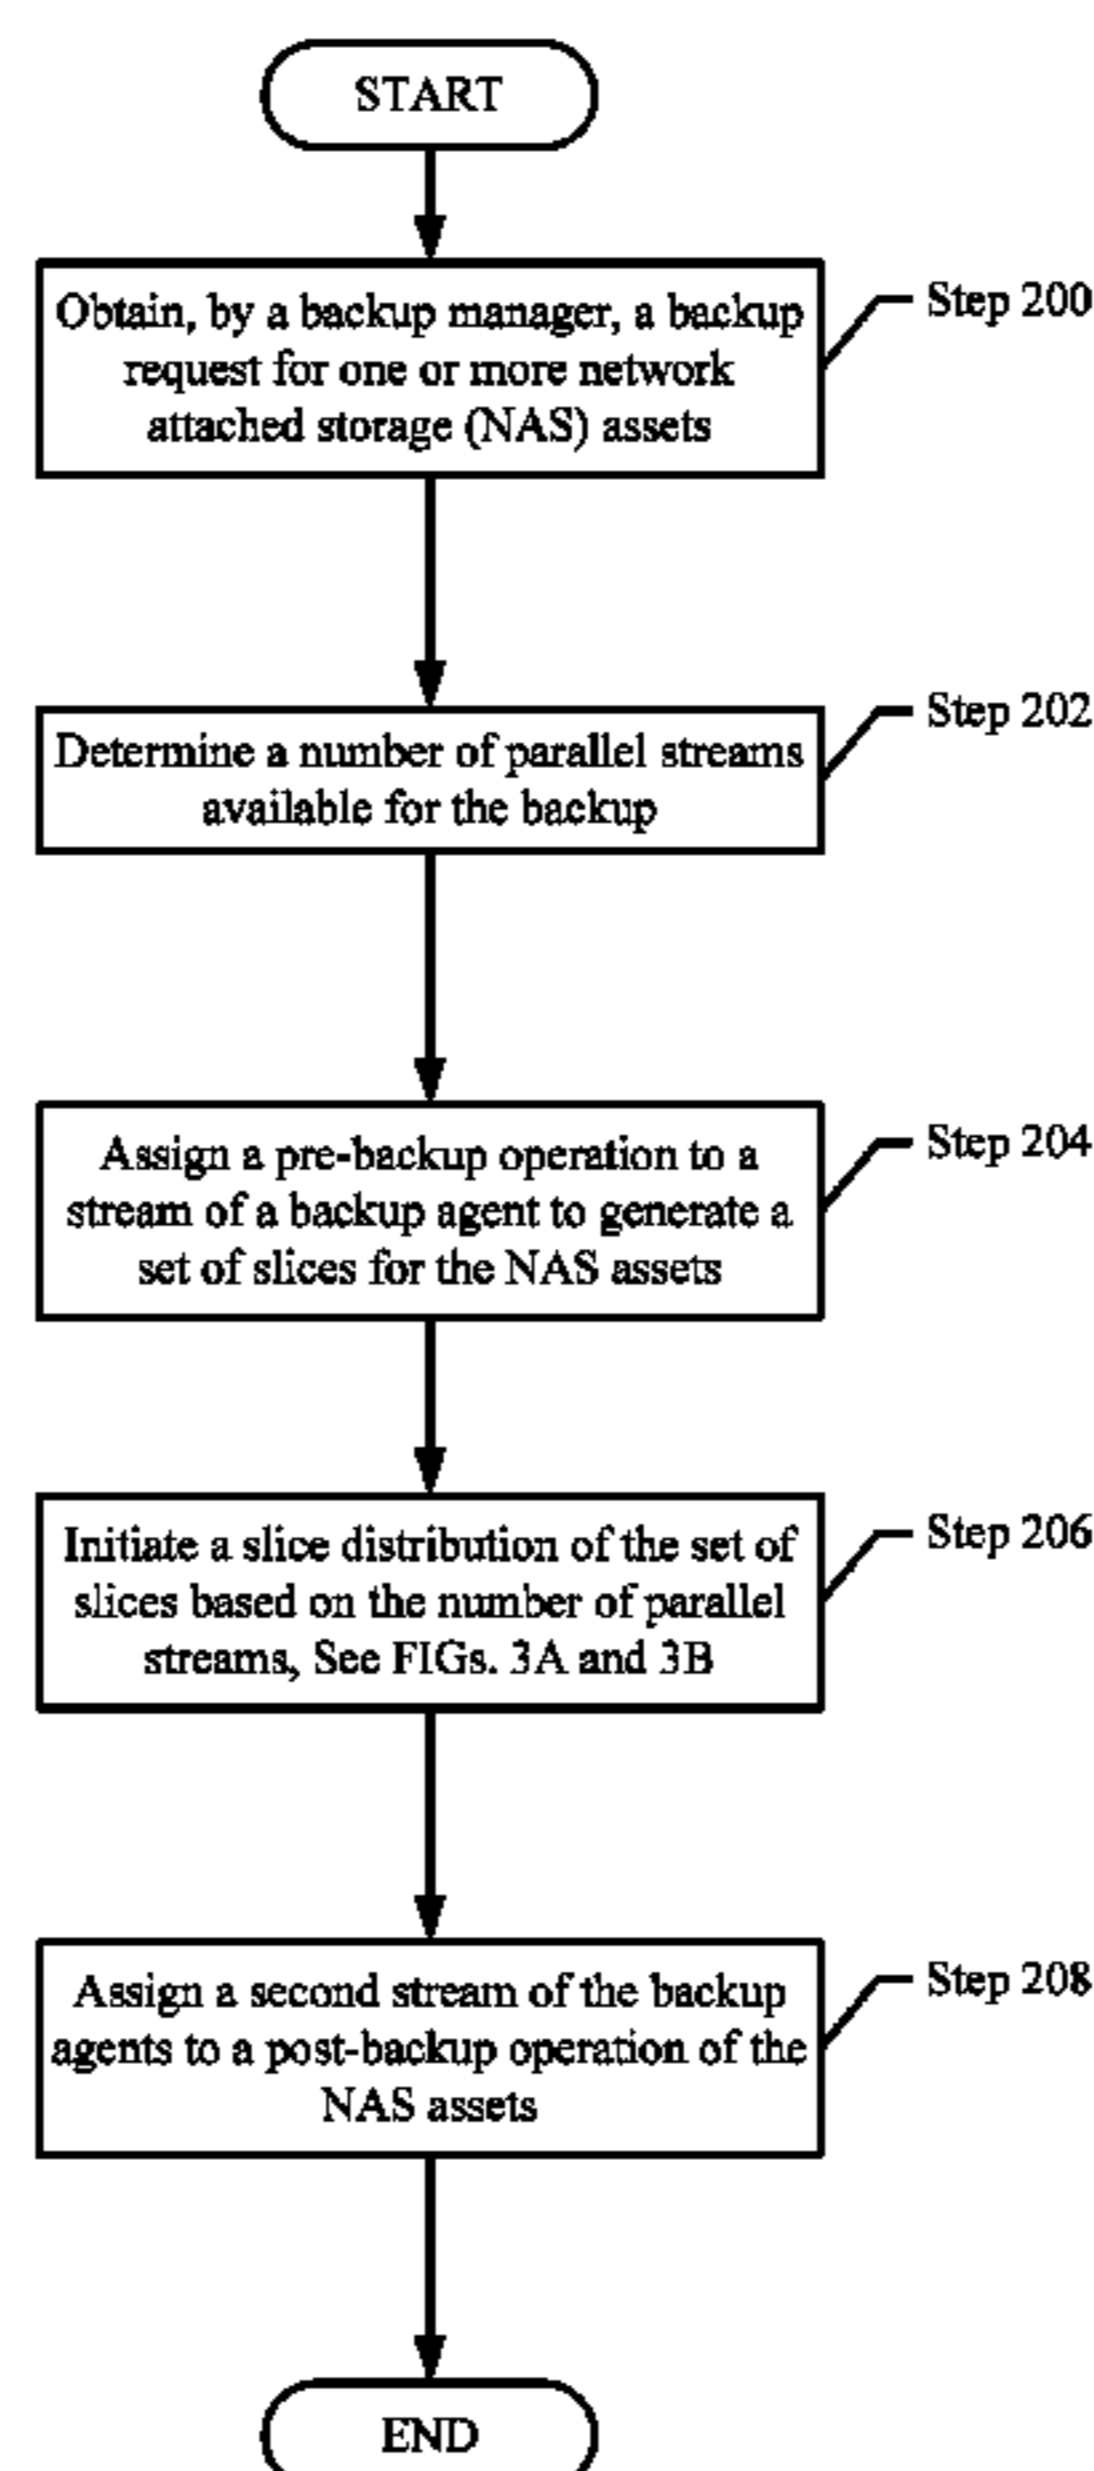 START
Obtain, by a backup manager, a backup
request for one or more network
attached storage (NAS) assets
Step 200
Determine a number of parallel streams
available for the backup
Step 202
Assign a pre-backup operation to a
stream of a backup agent to generate a
set of slices for the NAS assets
Step 204
Initiate a slice distribution of the set of
slices based on the number of parallel
streams, See FIGs. 3A and 3B
Step 206
Assign a second stream of the backup
agents to a post-backup operation of the
NAS assets
Step 208
END